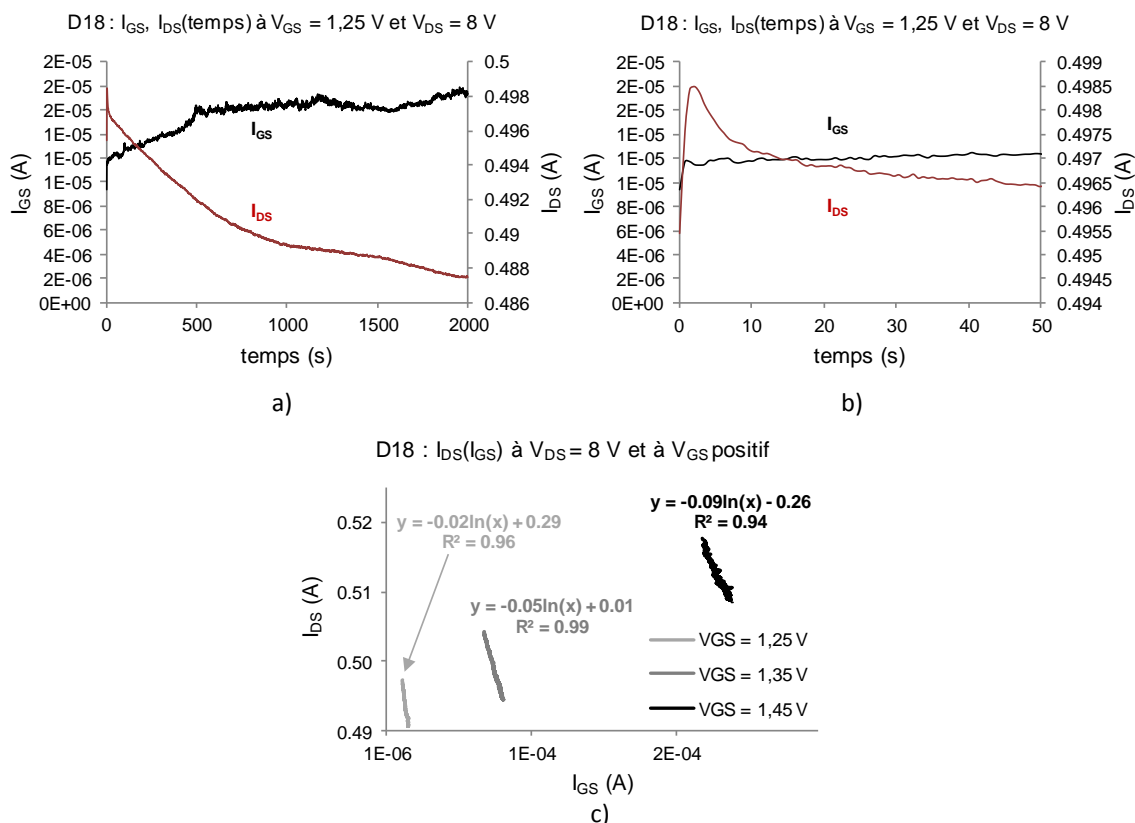 D18 : IGS, IDS(temps) à VGS = 1,25 V et VDS = 8 V
2E-05
2E-05
2E-05
1E-05
1E-05
1E-05
8E-06
6E-06
4E-06
2E-06
0E+00
IGS (A)
0.5
0.498
0.496
0.494
0.492
0.49
0.488
0.486
IDS (A)
IGS
IDS
0
500
1000
1500
2000
temps (s)
a)
D18 : IGS, IDS(temps) à VGS = 1,25 V et VDS = 8 V
2E-05
2E-05
2E-05
1E-05
1E-05
1E-05
8E-06
6E-06
4E-06
2E-06
0E+00
IGS (A)
0.499
0.4985
0.498
0.4975
0.497
0.4965
0.496
0.4955
0.495
0.4945
0.494
IDS (A)
IGS
IDS
0
10
20
30
40
50
temps (s)
b)
D18 : IDS(IGS) à VDS = 8 V et à VGS positif
0.52
0.51
0.50
0.49
IDS (A)
y = -0.02ln(x) + 0.29
R² = 0.96
y = -0.05ln(x) + 0.01
R² = 0.99
y = -0.09ln(x) - 0.26
R² = 0.94
VGS = 1,25 V
VGS = 1,35 V
VGS = 1,45 V
1E-06
1E-04
2E-04
IGS (A)
c)